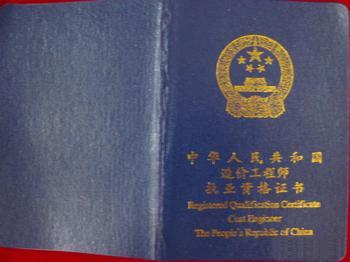 中华人民共和国
造价工程师
执业资格证书
Registered Qualification Certificate
Cost Engineer
The People's Republic of China